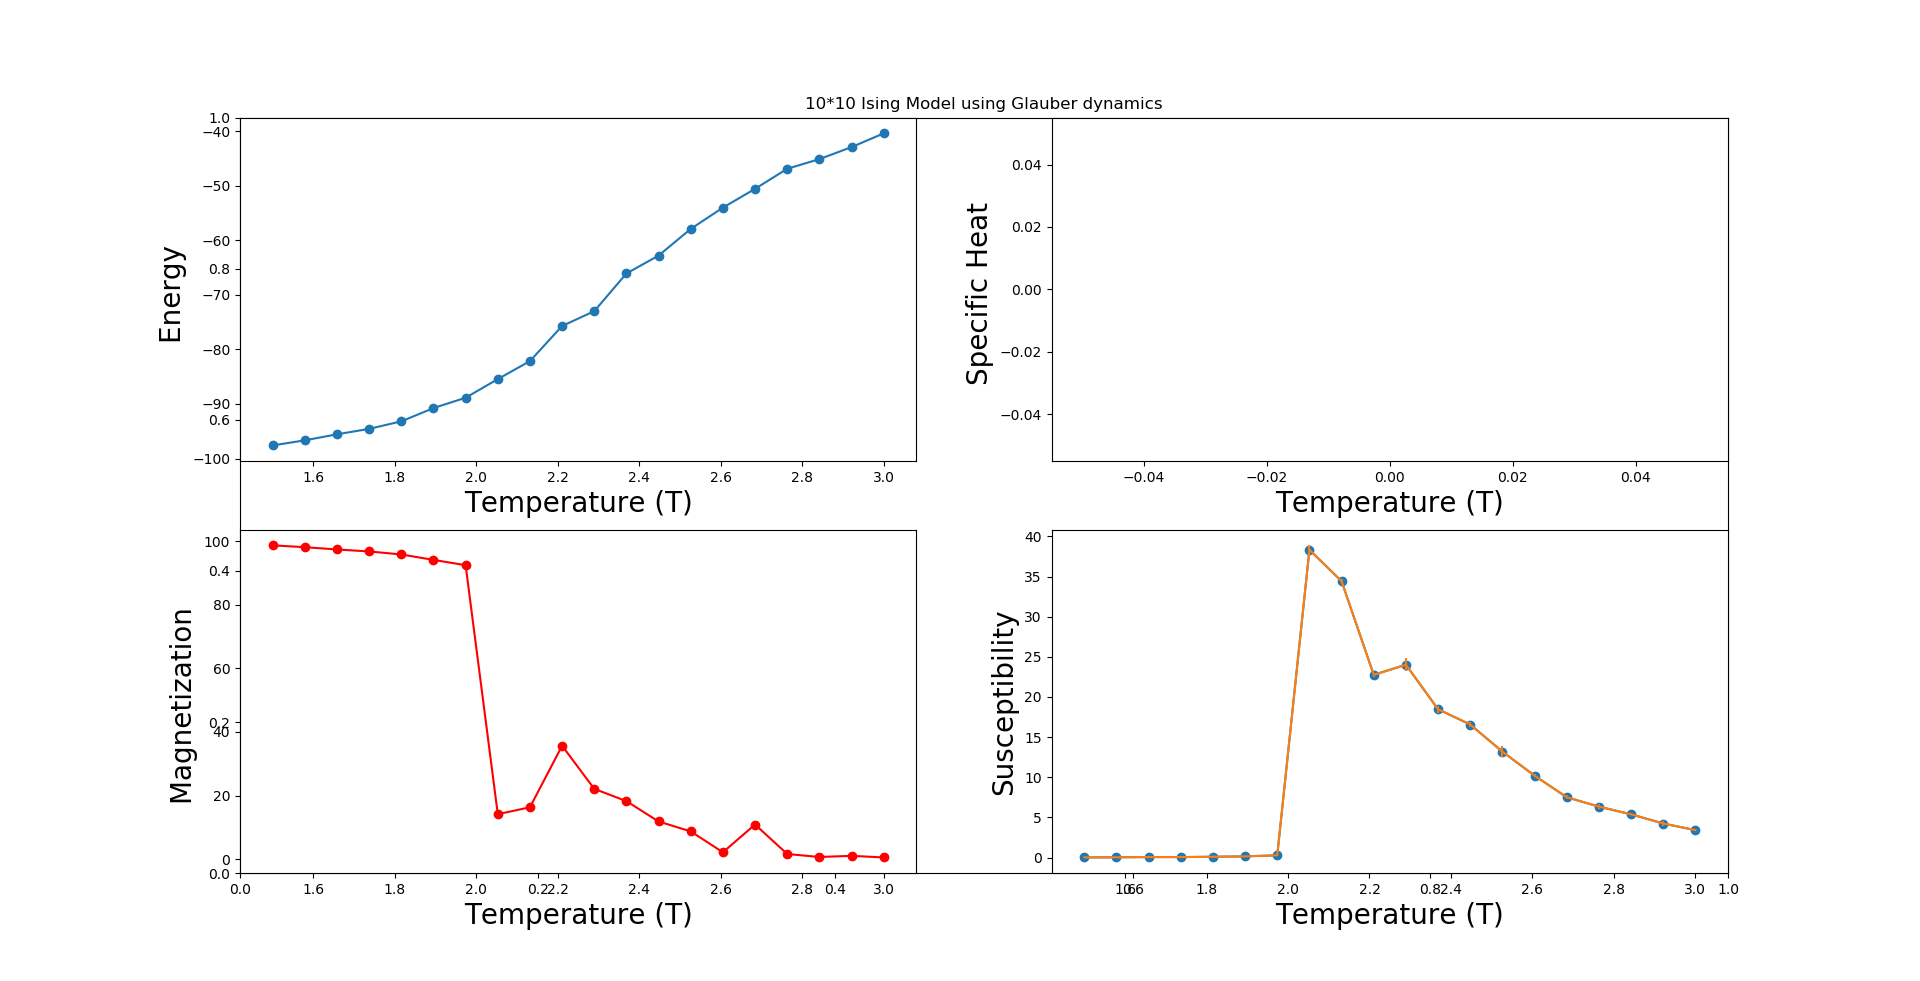 10*10 Ising Model using Glauber dynamics
1.0
−40
−50
−60
0.8
−70
−80
−90
0.6
−100
Energy
1.6 1.8 2.0 2.2 2.4 2.6 2.8 3.0
Temperature (T)
0.04
0.02
0.00
−0.02
−0.04
Specific Heat
−0.04 −0.02 0.00 0.02 0.04
Temperature (T)
100
0.4
80
60
0.2
40
20
0
0.0
Magnetization
0.0 1.6 1.8 2.0 0.2 2.2 2.4 2.6 2.8 0.4 3.0
Temperature (T)
40
35
30
25
20
15
10
5
0
Susceptibility
1.6 0.6 1.8 2.0 2.2 0.8 2.4 2.6 2.8 3.0 1.0
Temperature (T)